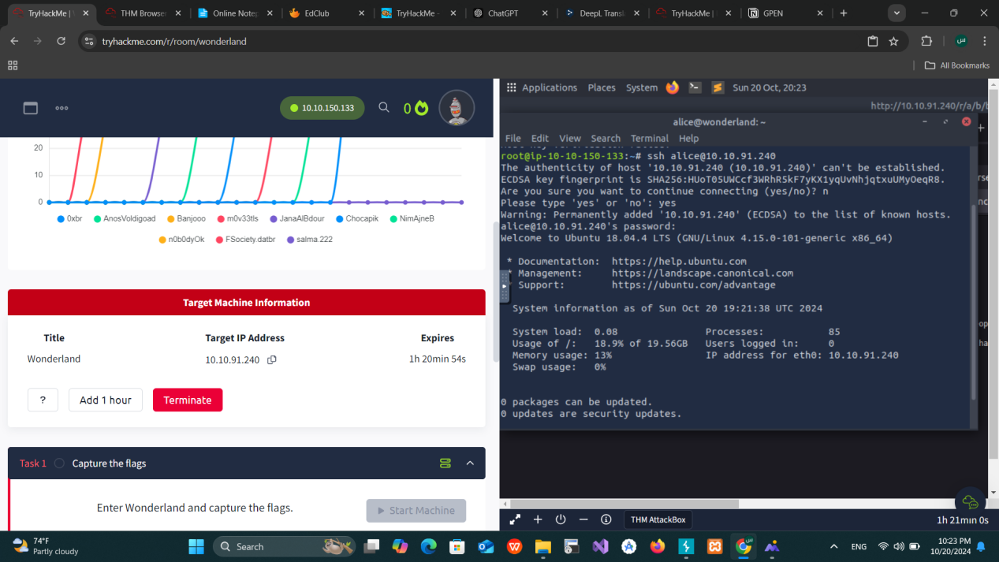 TryHackMe |
THM Browser
Online Notep
EdClub
TryHackMe -
ChatGPT
DeepL Transl
TryHackMe |
GPEN
tryhackme.com/r/room/wonderland
س
All Bookmarks
10.10.150.133
0
20
10
0
0xbr AnosVoldigoad Banjooo m0v33tls JanaAlBdour Chocapik NimAjneB
n0b0dyOk FSociety.datbr salma.222
Target Machine Information
Title Target IP Address Expires
Wonderland 10.10.91.240 1h 20min 54s
? Add 1 hour Terminate
Task 1 Capture the flags
Enter Wonderland and capture the flags. Start Machine
Applications Places System Sun 20 Oct, 20:23
http://10.10.91.240/r/a/b/b
alice@wonderland: ~
File Edit View Search Terminal Help
root@ip-10-10-150-133:~# ssh alice@10.10.91.240
The authenticity of host '10.10.91.240 (10.10.91.240)' can't be established.
ECDSA key fingerprint is SHA256:HUoT05UWCcf3WRhR5kF7yKX1yqUvNhjqtxuUMyOeqR8.
Are you sure you want to continue connecting (yes/no)? n
Please type 'yes' or 'no': yes
Warning: Permanently added '10.10.91.240' (ECDSA) to the list of known hosts.
alice@10.10.91.240's password:
Welcome to Ubuntu 18.04.4 LTS (GNU/Linux 4.15.0-101-generic x86_64)
* Documentation: https://help.ubuntu.com
* Management: https://landscape.canonical.com
* Support: https://ubuntu.com/advantage
System information as of Sun Oct 20 19:21:38 UTC 2024
System load: 0.08 Processes: 85
Usage of /: 18.9% of 19.56GB Users logged in: 0
Memory usage: 13% IP address for eth0: 10.10.91.240
Swap usage: 0%
0 packages can be updated.
0 updates are security updates.
THM AttackBox
1h 21min 0s
74°F
Partly cloudy
Search
ENG
10:23 PM
10/20/2024